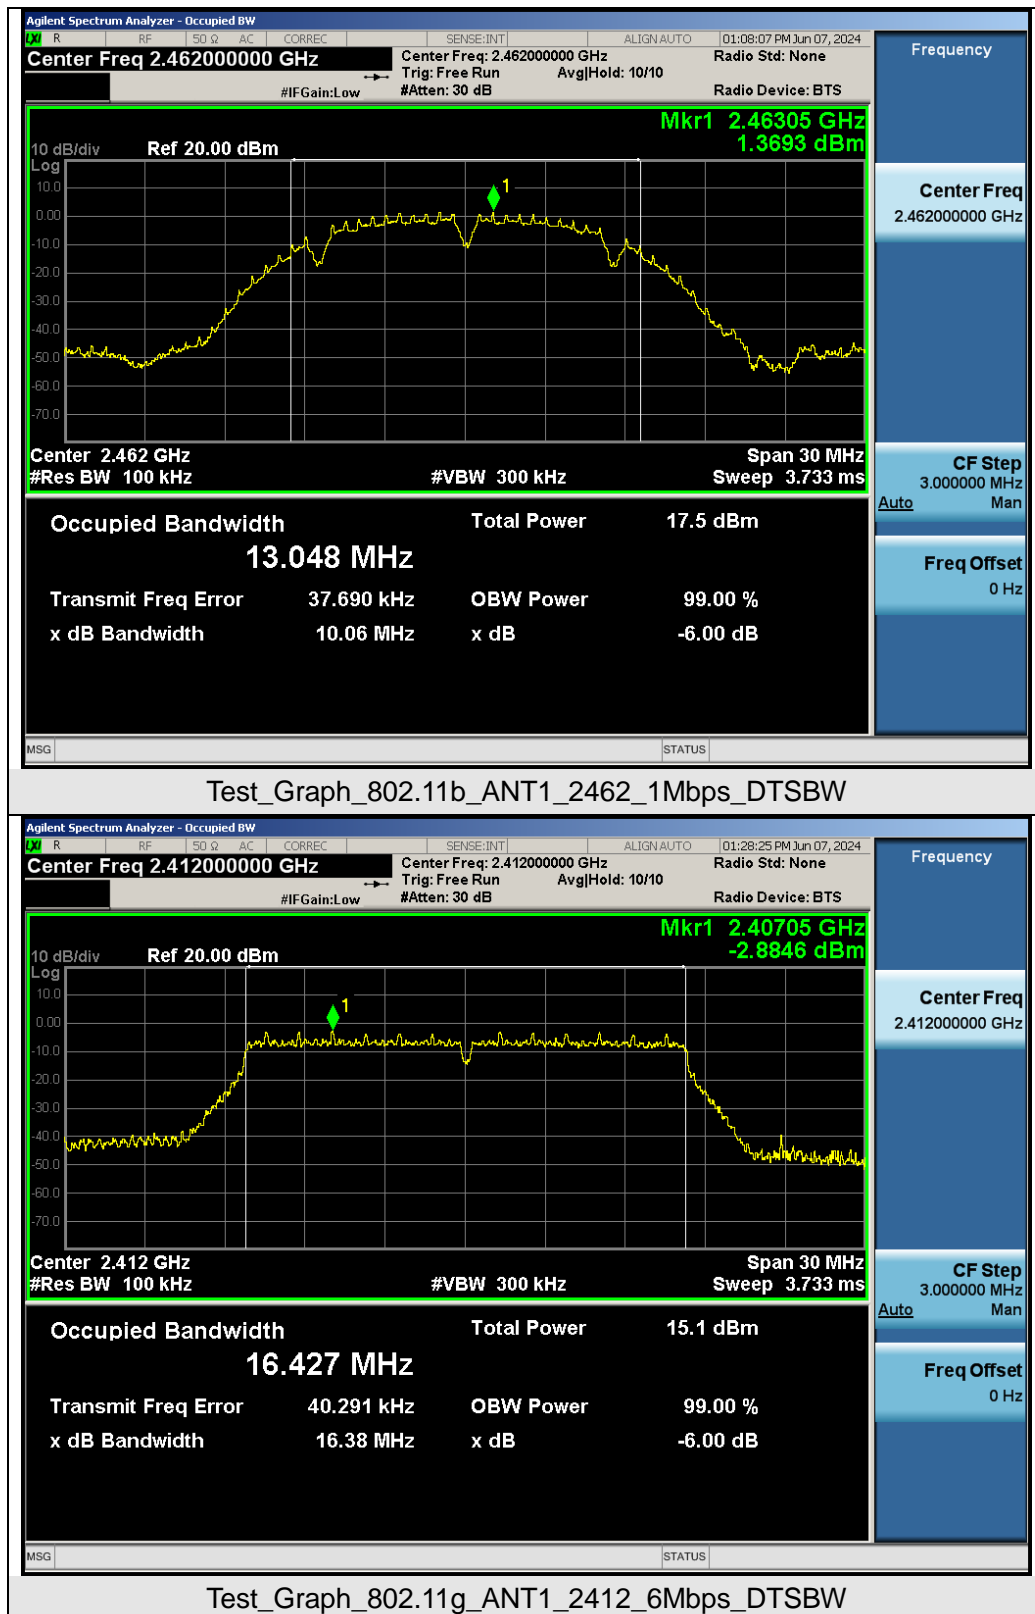 Agilent Spectrum Analyzer - Occupied BW
LXI R RF 50 Ω AC CORREC SENSE:INT ALIGN AUTO 01:08:07 PM Jun 07, 2024
Center Freq 2.462000000 GHz
Center Freq: 2.462000000 GHz Radio Std: None
Trig: Free Run Avg|Hold: 10/10
#IFGain:Low #Atten: 30 dB Radio Device: BTS
Frequency
Mkr1 2.46305 GHz
1.3693 dBm
10 dB/div Ref 20.00 dBm
Log
10.0
0.00
-10.0
-20.0
-30.0
-40.0
-50.0
-60.0
-70.0
1
Center 2.462 GHz Span 30 MHz
#Res BW 100 kHz #VBW 300 kHz Sweep 3.733 ms
Center Freq
2.462000000 GHz
CF Step
3.000000 MHz
Auto Man
Freq Offset
0 Hz
Occupied Bandwidth Total Power 17.5 dBm
13.048 MHz
Transmit Freq Error 37.690 kHz OBW Power 99.00 %
x dB Bandwidth 10.06 MHz x dB -6.00 dB
MSG STATUS
Test_Graph_802.11b_ANT1_2462_1Mbps_DTSBW
Agilent Spectrum Analyzer - Occupied BW
LXI R RF 50 Ω AC CORREC SENSE:INT ALIGN AUTO 01:28:25 PM Jun 07, 2024
Center Freq 2.412000000 GHz
Center Freq: 2.412000000 GHz Radio Std: None
Trig: Free Run Avg|Hold: 10/10
#IFGain:Low #Atten: 30 dB Radio Device: BTS
Frequency
Mkr1 2.40705 GHz
-2.8846 dBm
10 dB/div Ref 20.00 dBm
Log
10.0
0.00
-10.0
-20.0
-30.0
-40.0
-50.0
-60.0
-70.0
1
Center 2.412 GHz Span 30 MHz
#Res BW 100 kHz #VBW 300 kHz Sweep 3.733 ms
Center Freq
2.412000000 GHz
CF Step
3.000000 MHz
Auto Man
Freq Offset
0 Hz
Occupied Bandwidth Total Power 15.1 dBm
16.427 MHz
Transmit Freq Error 40.291 kHz OBW Power 99.00 %
x dB Bandwidth 16.38 MHz x dB -6.00 dB
MSG STATUS
Test_Graph_802.11g_ANT1_2412_6Mbps_DTSBW